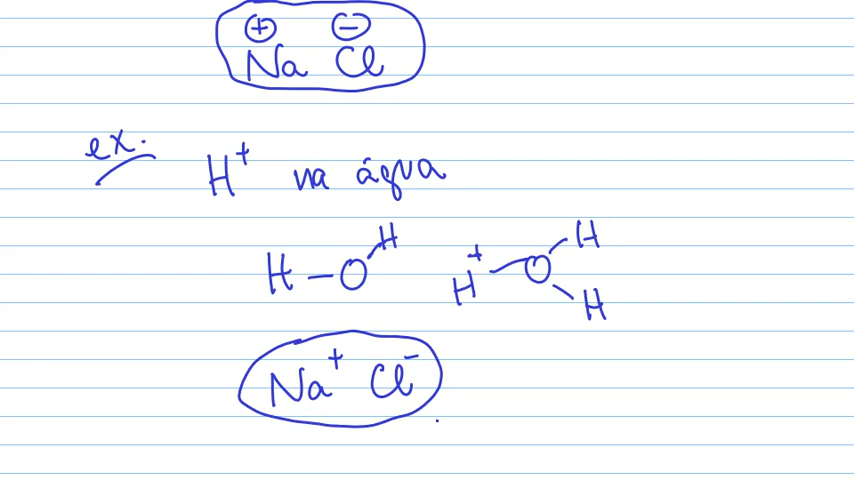 ⊕ ⊖
Na Cl
ex.
H⁺ na água
H–O–H H⁺–O–H
H
Na⁺ Cl⁻